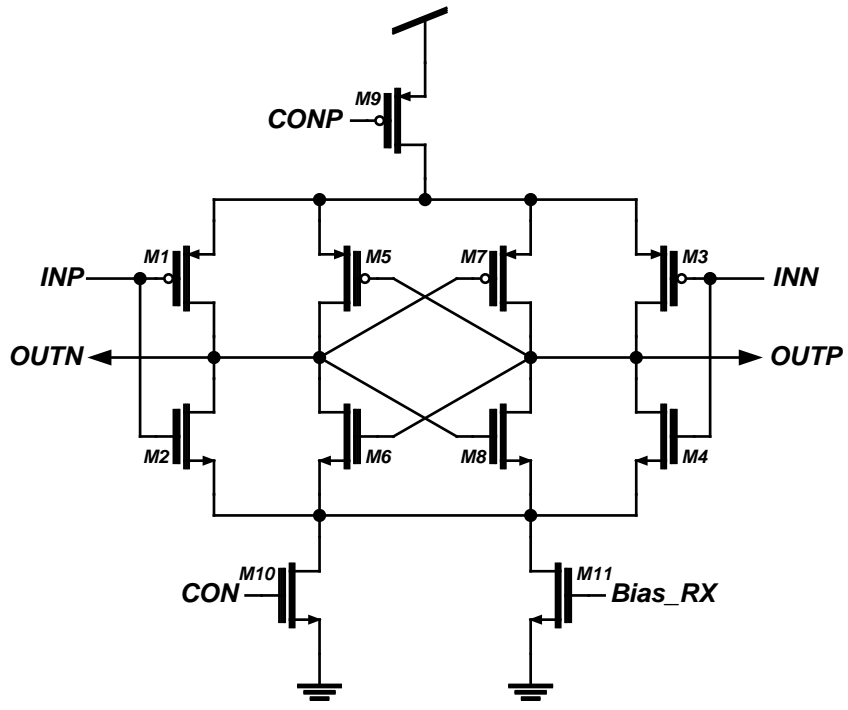 M9
CONP
M1 M5 M7 M3
INP INN
OUTN OUTP
M2 M6 M8 M4
M10 M11
CON Bias_RX